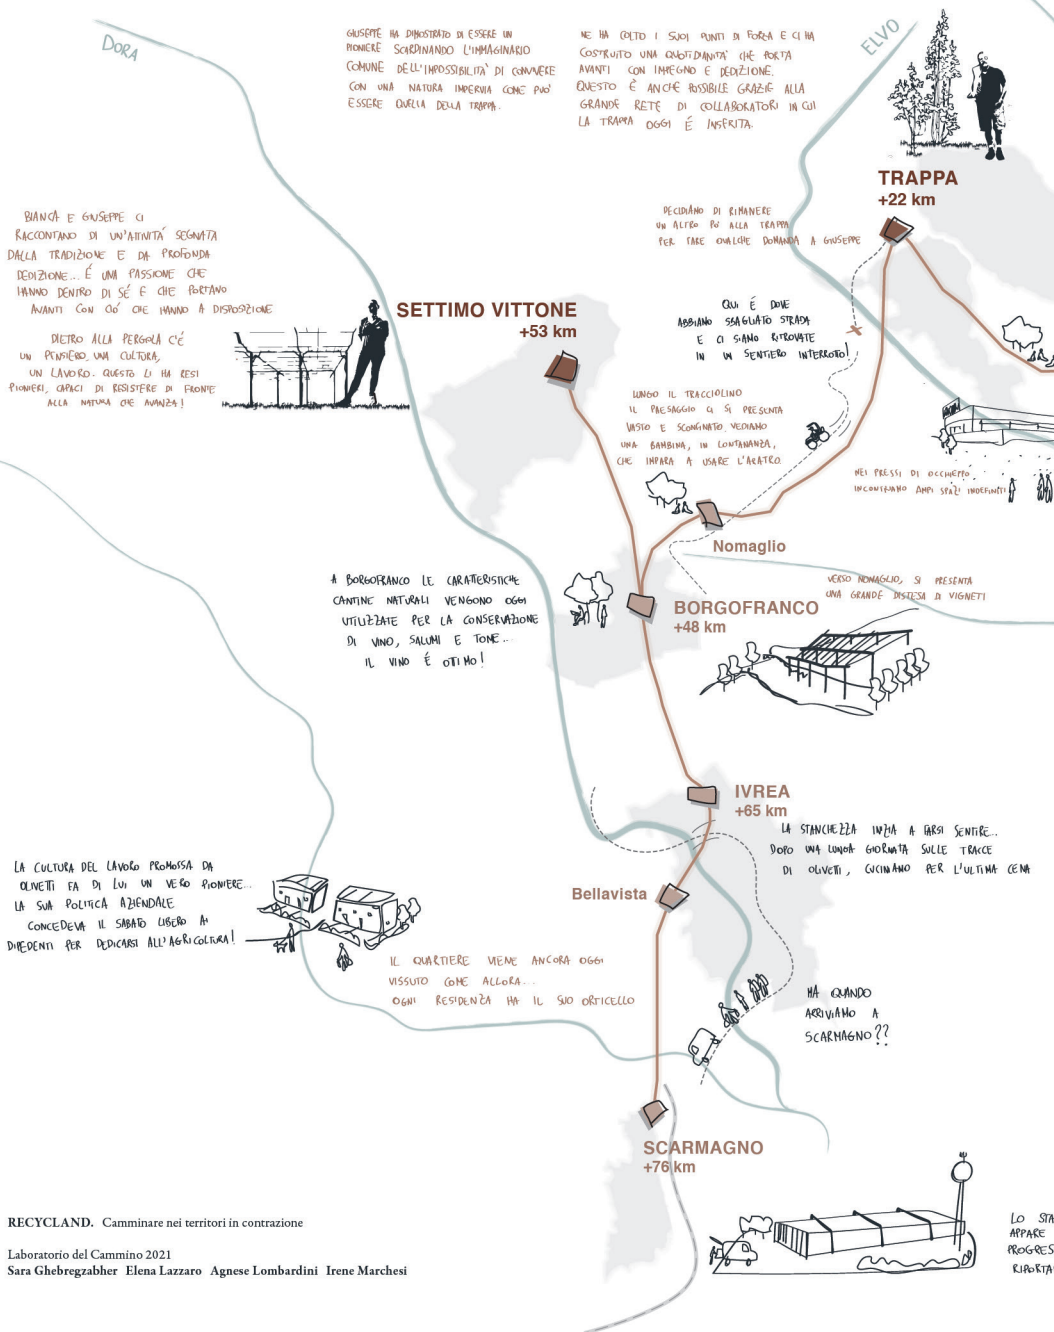 DORA
GIUSEPPE HA DIMOSTRATO DI ESSERE UN
PIONIERE SCARDINANDO L'IMMAGINARIO
COMUNE DELL'IMPOSSIBILITA' DI CONVIVERE
CON UNA NATURA IMPERVIA COME PUO'
ESSERE QUELLA DELLA TRAPPA.
NE HA COLTO I SUOI PUNTI DI FORZA E CI HA
COSTRUITO UNA QUOTIDIANITA' CHE PORTA
AVANTI CON IMPEGNO E DEDIZIONE.
QUESTO É ANCHE POSSIBILE GRAZIE ALLA
GRANDE RETE DI COLLABORATORI IN CUI
LA TRAPPA OGGI É INSERITA.
ELVO
TRAPPA
+22 km
DECIDIAMO DI RIMANERE
UN ALTRO PO' ALLA TRAPPA
PER FARE QUALCHE DOMANDA A GIUSEPPE
BIANCA E GIUSEPPE CI
RACCONTANO DI UN'ATTIVITÁ SEGNATA
DALLA TRADIZIONE E DA PROFONDA
DEDIZIONE... É UNA PASSIONE CHE
HANNO DENTRO DI SÉ E CHE PORTANO
AVANTI CON CIÓ CHE HANNO A DISPOSIZIONE
DIETRO ALLA PERGOLA C'É
UN PENSIERO, UNA CULTURA,
UN LAVORO. QUESTO LI HA RESI
PIONIERI, CAPACI DI RESISTERE DI FRONTE
ALLA NATURA CHE AVANZA!
SETTIMO VITTONE
+53 km
QUI É DOVE
ABBIAMO SBAGLIATO STRADA
E CI SIAMO RITROVATE
IN UN SENTIERO INTERROTO!
LUNGO IL TRACCIOLINO
IL PAESAGGIO CI SI PRESENTA
VASTO E SCONFINATO. VEDIAMO
UNA BAMBINA, IN LONTANANZA,
CHE IMPARA A USARE L'ARATRO.
NEI PRESSI DI OCCHIEPPO
INCONTRIAMO AMPI SPAZI INDEFINITI
Nomaglio
A BORGOFRANCO LE CARATTERISTICHE
CANTINE NATURALI VENGONO OGGI
UTILIZZATE PER LA CONSERVAZIONE
DI VINO, SALUMI E TOME...
IL VINO É OTTIMO!
BORGOFRANCO
+48 km
VERSO NOMAGLIO, SI PRESENTA
UNA GRANDE DISTESA DI VIGNETI
IVREA
+65 km
LA STANCHEZZA INIZIA A FARSI SENTIRE...
DOPO UNA LUNGA GIORNATA SULLE TRACCE
DI OLIVETTI, CUCINIAMO PER L'ULTIMA CENA
Bellavista
LA CULTURA DEL LAVORO PROMOSSA DA
OLIVETTI FA DI LUI UN VERO PIONIERE...
LA SUA POLITICA AZIENDALE
CONCEDEVA IL SABATO LIBERO AI
DIPEDENTI PER DEDICARSI ALL'AGRICOLTURA!
IL QUARTIERE VIENE ANCORA OGGI
VISSUTO COME ALLORA...
OGNI RESIDENZA HA IL SUO ORTICELLO
MA QUANDO
ARRIVIAMO A
SCARMAGNO??
SCARMAGNO
+76 km
RECYCLAND. Camminare nei territori in contrazione
Laboratorio del Cammino 2021
Sara Ghebregzabher Elena Lazzaro Agnese Lombardini Irene Marchesi
LO STA
APPARE
PROGRES
RIPORTA